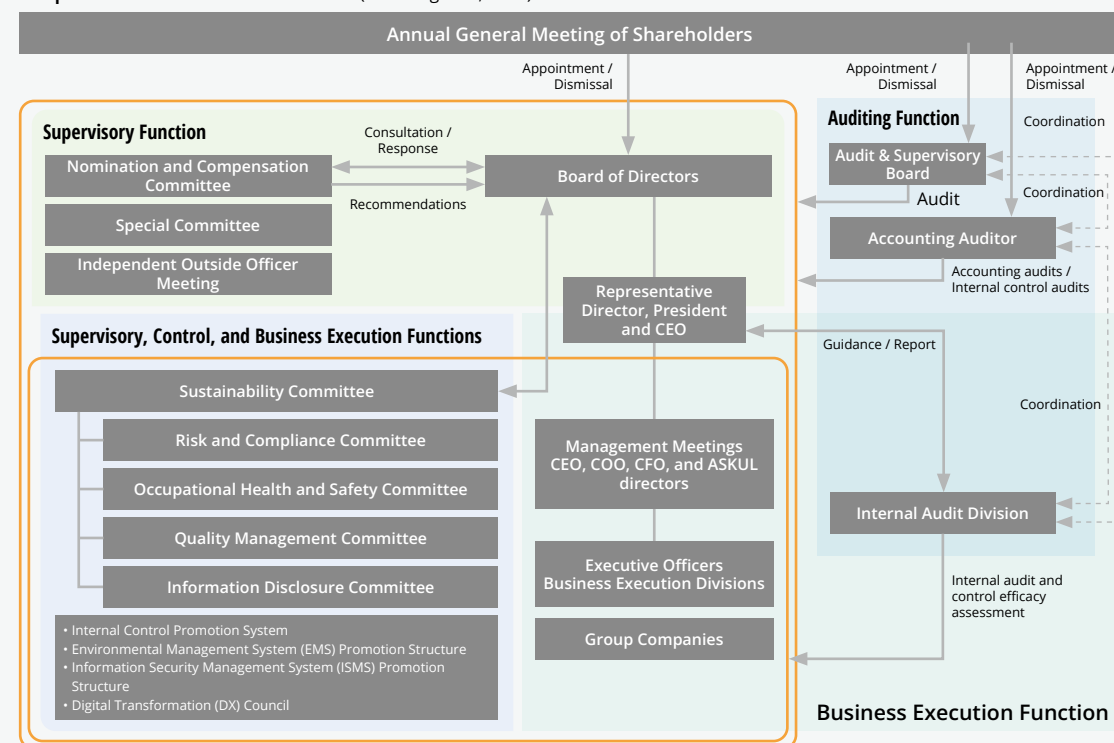 Annual General Meeting of Shareholders
Appointment /
Dismissal
Appointment /
Dismissal
Appointment /
Dismissal
Supervisory Function
Consultation /
Response
Nomination and Compensation
Committee
Recommendations
Board of Directors
Special Committee
Independent Outside Officer
Meeting
Auditing Function
Coordination
Audit & Supervisory
Board
Audit
Coordination
Accounting Auditor
Accounting audits /
Internal control audits
Representative
Director, President
and CEO
Guidance / Report
Supervisory, Control, and Business Execution Functions
Sustainability Committee
Risk and Compliance Committee
Occupational Health and Safety Committee
Quality Management Committee
Information Disclosure Committee
• Internal Control Promotion System
• Environmental Management System (EMS) Promotion Structure
• Information Security Management System (ISMS) Promotion
Structure
• Digital Transformation (DX) Council
Management Meetings
CEO, COO, CFO, and ASKUL
directors
Executive Officers
Business Execution Divisions
Group Companies
Coordination
Internal Audit Division
Internal audit and
control efficacy
assessment
Business Execution Function